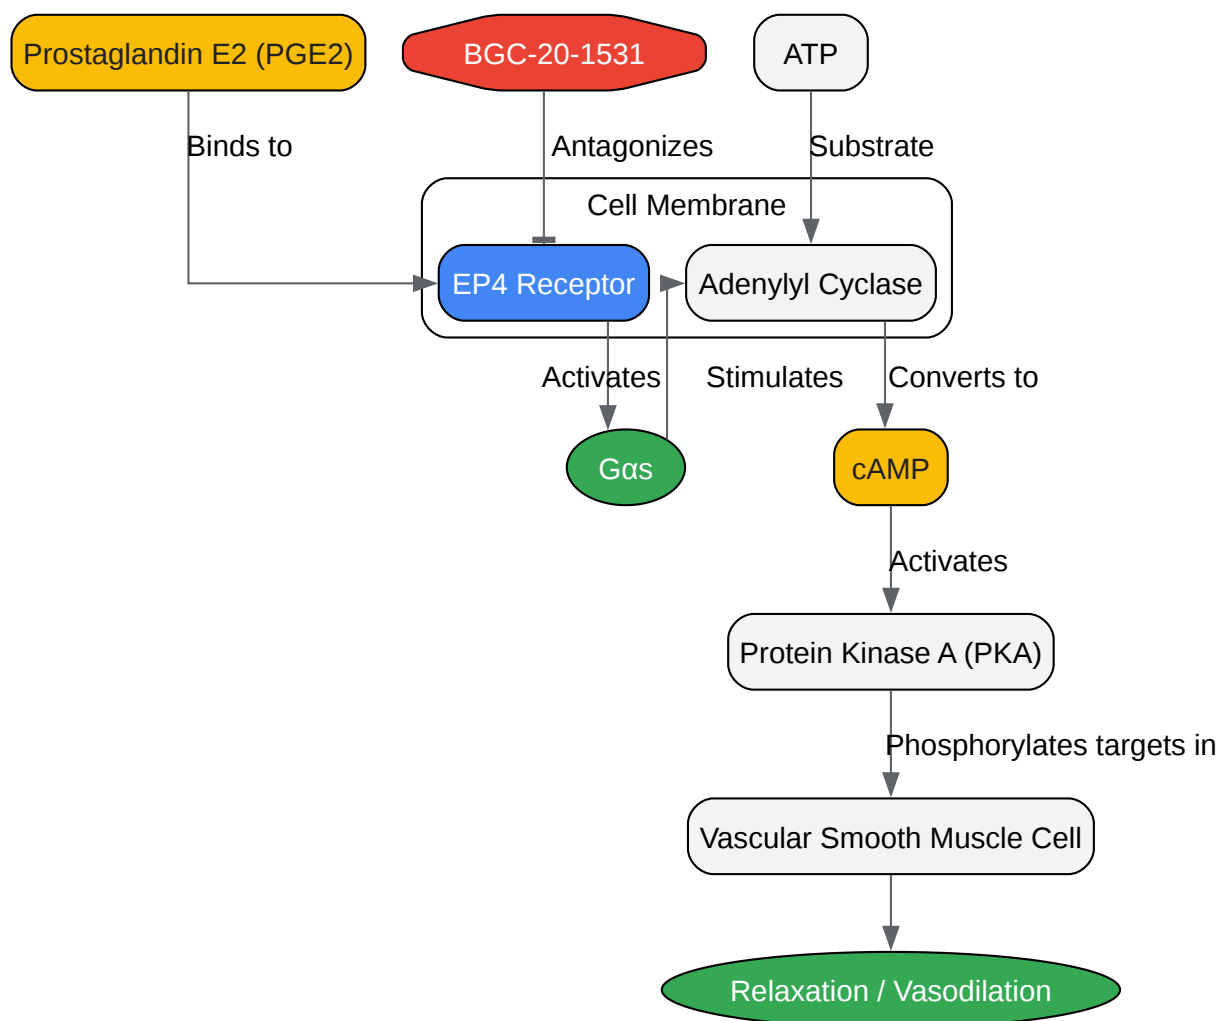 Prostaglandin E2 (PGE2)
BGC-20-1531
ATP
Binds to
Antagonizes
Substrate
Cell Membrane
EP4 Receptor
Adenylyl Cyclase
Activates
Stimulates
Converts to
Gαs
cAMP
Activates
Protein Kinase A (PKA)
Phosphorylates targets in
Vascular Smooth Muscle Cell
Relaxation / Vasodilation